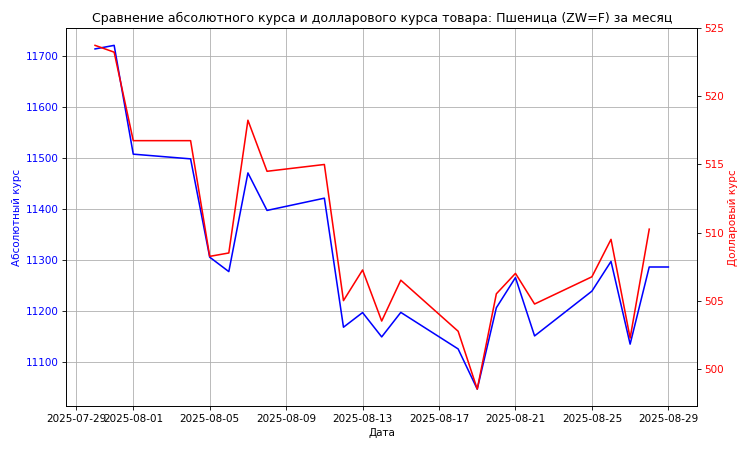 Сравнение абсолютного курса и долларового курса товара: Пшеница (ZW=F) за месяц
Абсолютный курс
11700
11600
11500
11400
11300
11200
11100
525
520
515
510
505
500
Долларовый курс
2025-07-29 2025-08-01 2025-08-05 2025-08-09 2025-08-13 2025-08-17 2025-08-21 2025-08-25 2025-08-29
Дата